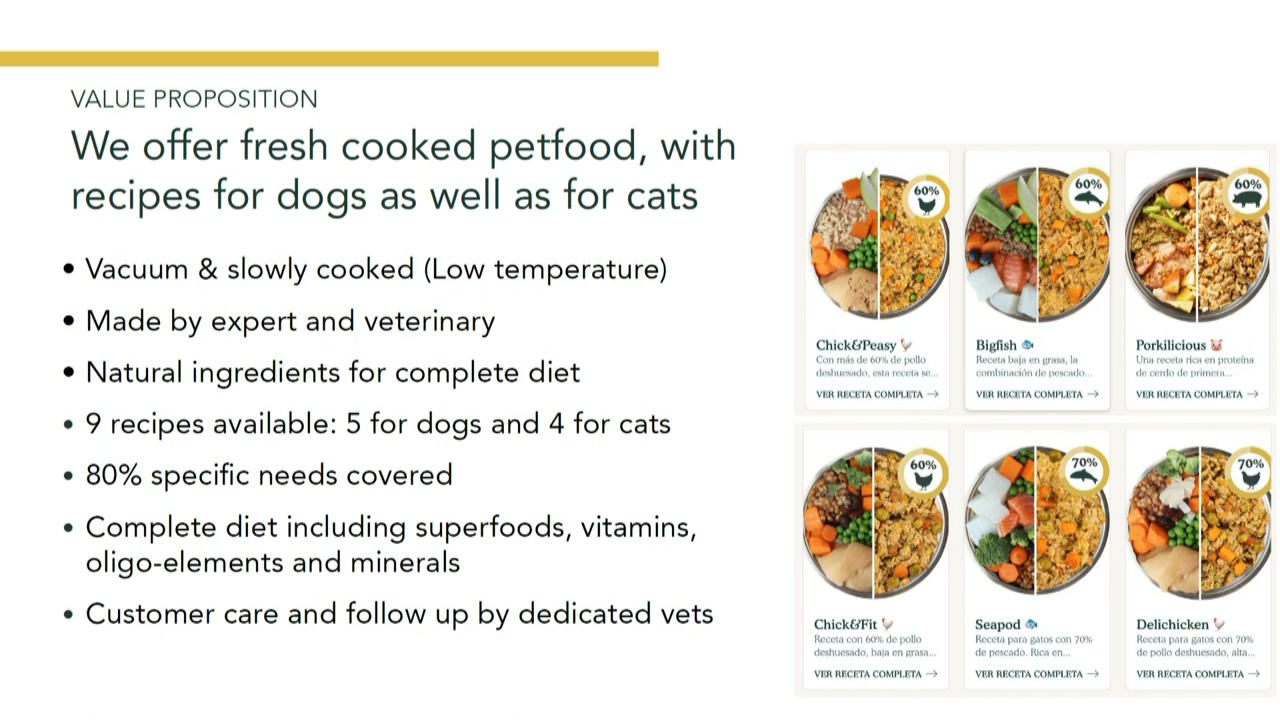 VALUE PROPOSITION
We offer fresh cooked petfood, with
recipes for dogs as well as for cats
• Vacuum & slowly cooked (Low temperature)
• Made by expert and veterinary
• Natural ingredients for complete diet
• 9 recipes available: 5 for dogs and 4 for cats
• 80% specific needs covered
• Complete diet including superfoods, vitamins,
oligo-elements and minerals
• Customer care and follow up by dedicated vets
60%
Chick&Peasy 🐓
Con más de 60% de pollo
deshuesado, esta receta se...
VER RECETA COMPLETA →
60%
Bigfish 🐟
Receta baja en grasa, la
combinación de pescado...
VER RECETA COMPLETA →
60%
Porkilicious 🐷
Una receta rica en proteína
de cerdo de primera...
VER RECETA COMPLETA →
60%
Chick&Fit 🐓
Receta con 60% de pollo
deshuesado, baja en grasa...
VER RECETA COMPLETA →
70%
Seapod 🐟
Receta para gatos con 70%
de pescado. Rica en...
VER RECETA COMPLETA →
70%
Delichicken 🐓
Receta para gatos con 70%
de pollo deshuesado, alta...
VER RECETA COMPLETA →